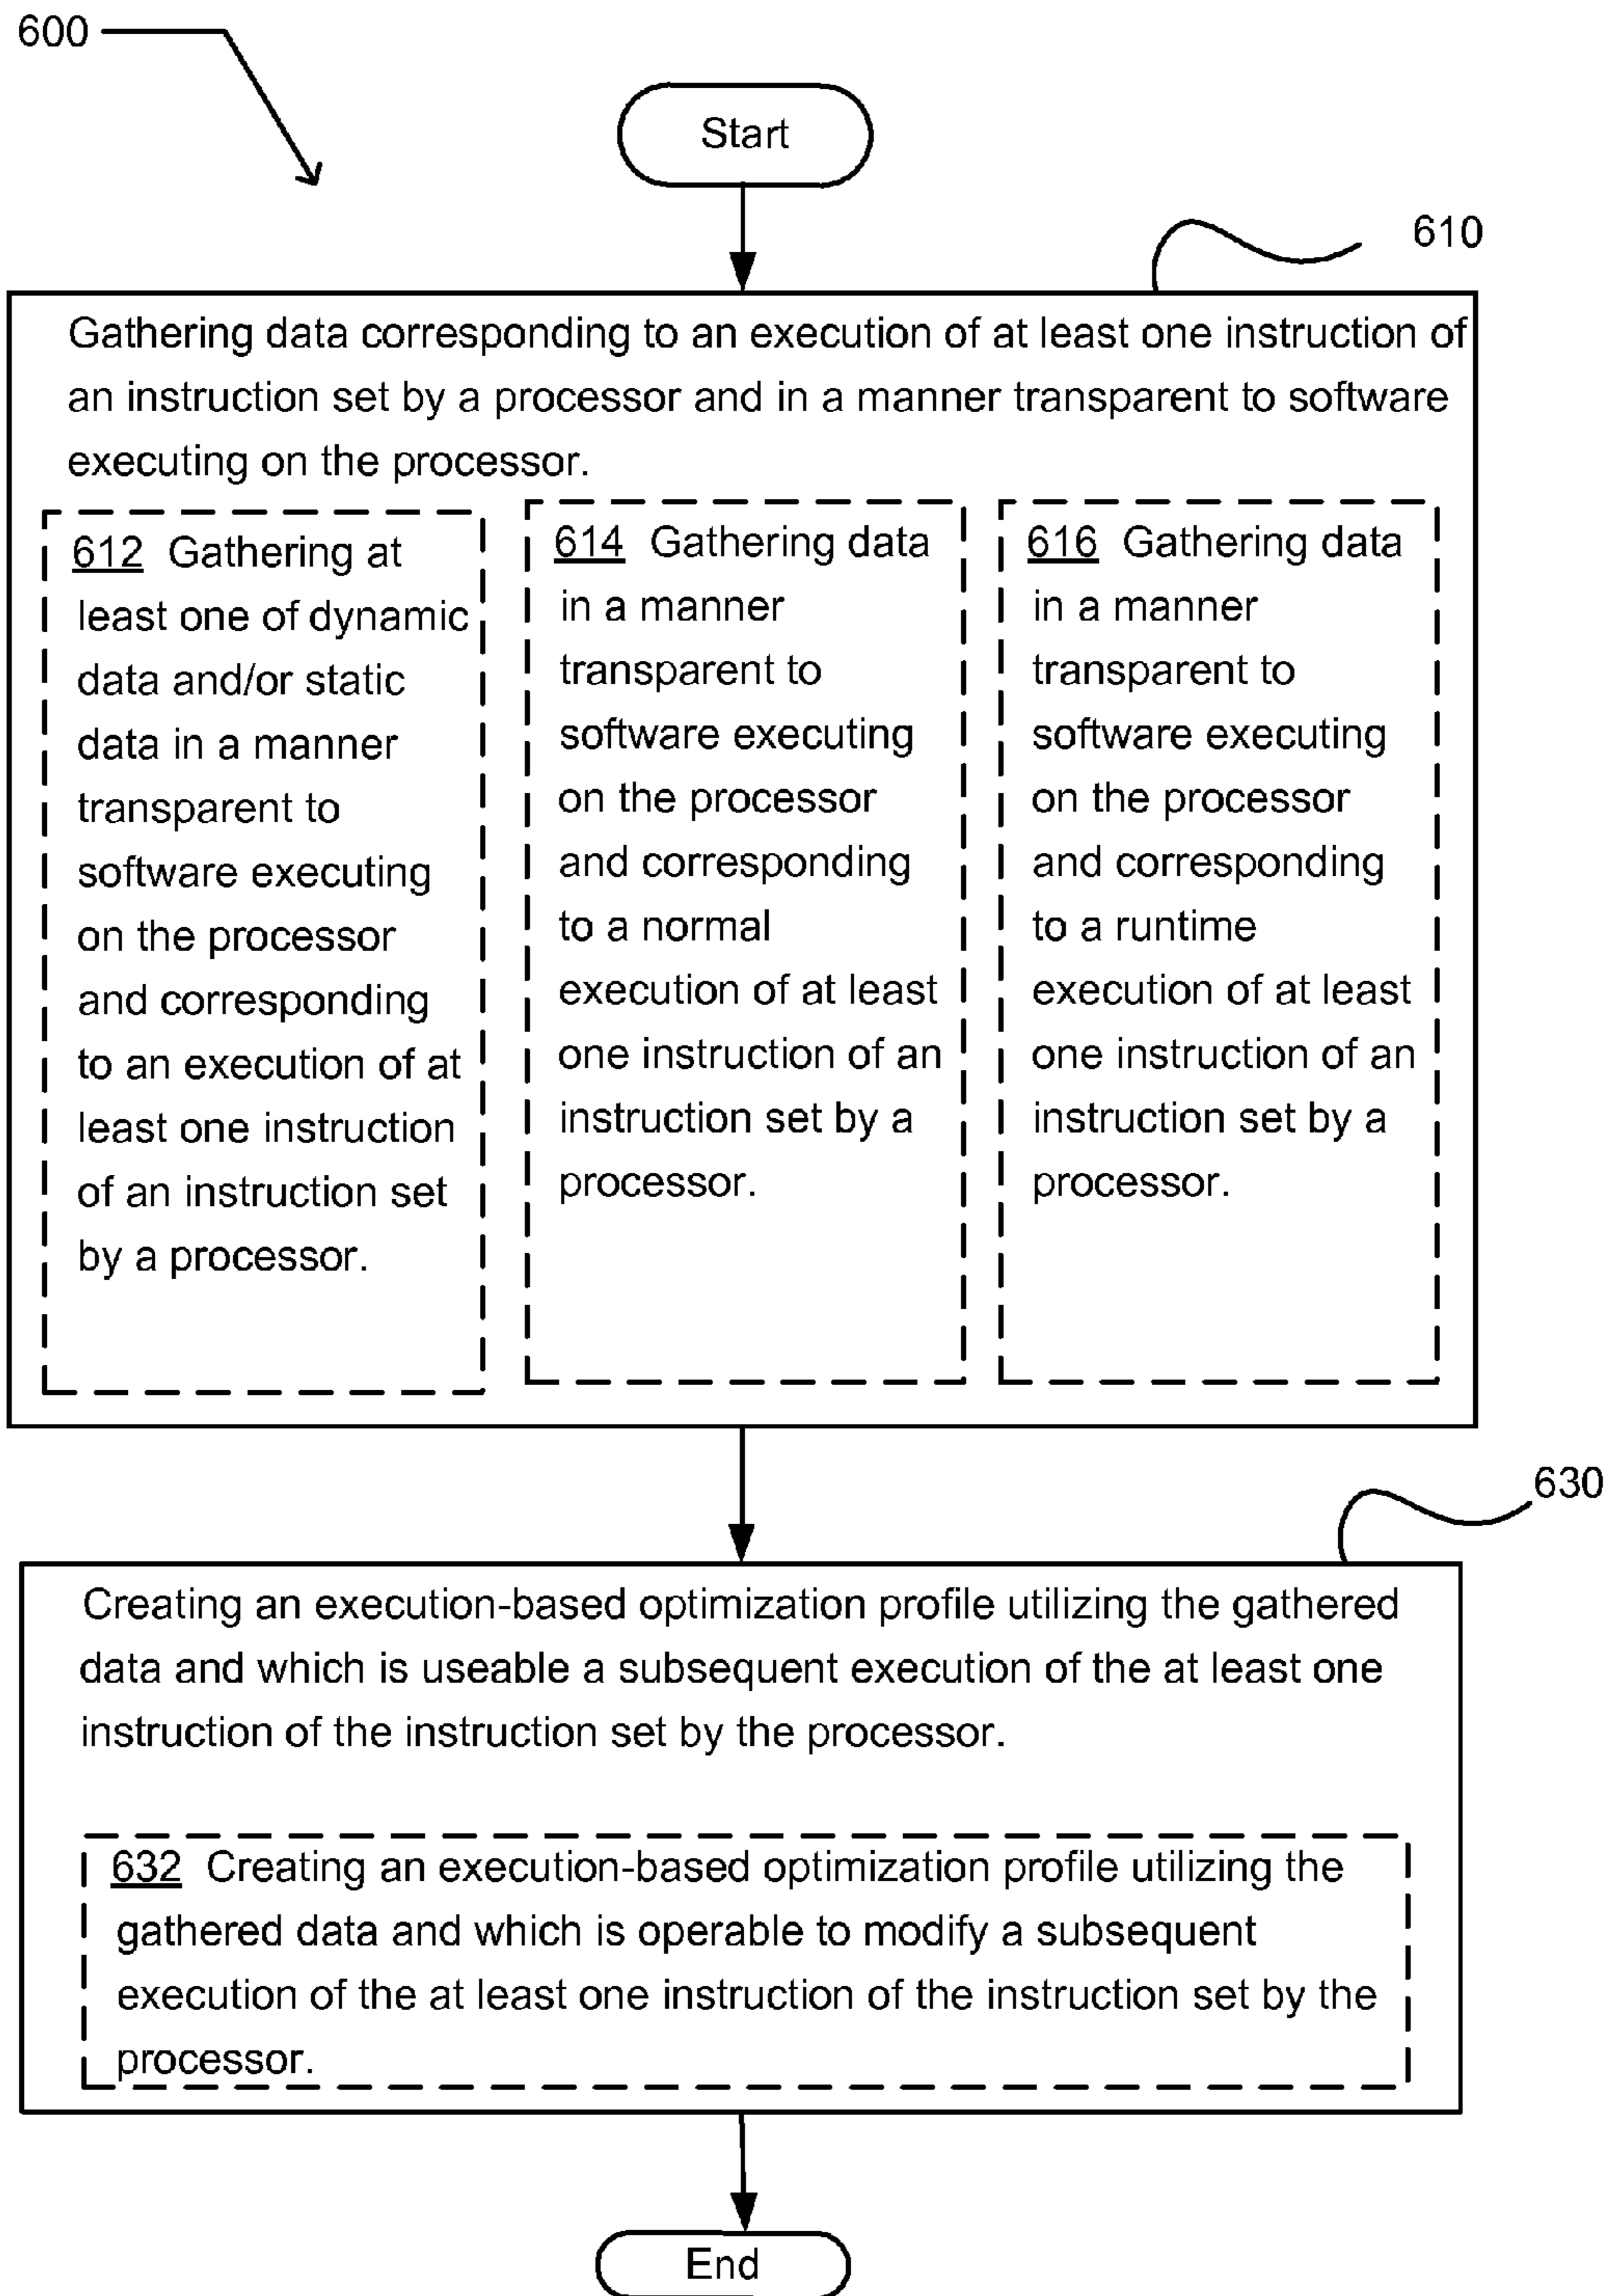 600
Start
610
Gathering data corresponding to an execution of at least one instruction of
an instruction set by a processor and in a manner transparent to software
executing on the processor.
612 Gathering at
least one of dynamic
data and/or static
data in a manner
transparent to
software executing
on the processor
and corresponding
to an execution of at
least one instruction
of an instruction set
by a processor.
614 Gathering data
in a manner
transparent to
software executing
on the processor
and corresponding
to a normal
execution of at least
one instruction of an
instruction set by a
processor.
616 Gathering data
in a manner
transparent to
software executing
on the processor
and corresponding
to a runtime
execution of at least
one instruction of an
instruction set by a
processor.
630
Creating an execution-based optimization profile utilizing the gathered
data and which is useable a subsequent execution of the at least one
instruction of the instruction set by the processor.
632 Creating an execution-based optimization profile utilizing the
gathered data and which is operable to modify a subsequent
execution of the at least one instruction of the instruction set by the
processor.
End